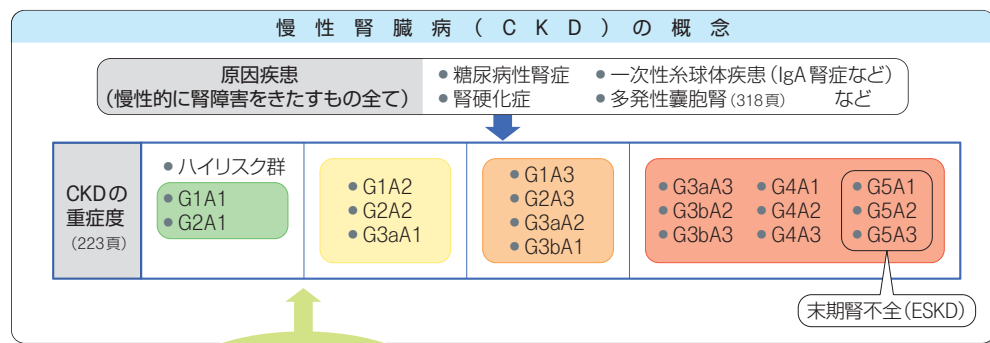 慢性腎臓病(CKD)の概念
原因疾患
(慢性的に腎障害をきたすもの全て)
●糖尿病性腎症
●腎硬化症
●一次性糸球体疾患(IgA腎症など)
●多発性囊胞腎(318頁) など
CKDの
重症度
(223頁)
●ハイリスク群
●G1A1
●G2A1
●G1A2
●G2A2
●G3aA1
●G1A3
●G2A3
●G3aA2
●G3bA1
●G3aA3
●G3bA2
●G3bA3
●G4A1
●G4A2
●G4A3
●G5A1
●G5A2
●G5A3
末期腎不全(ESKD)